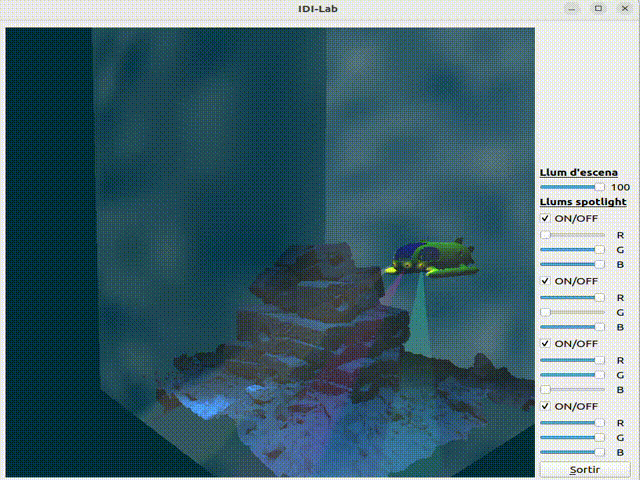 IDI-Lab
Llum d'escena
100
Llums spotlight
ON/OFF
R
G
B
ON/OFF
R
G
B
ON/OFF
R
G
B
ON/OFF
R
G
B
Sortir